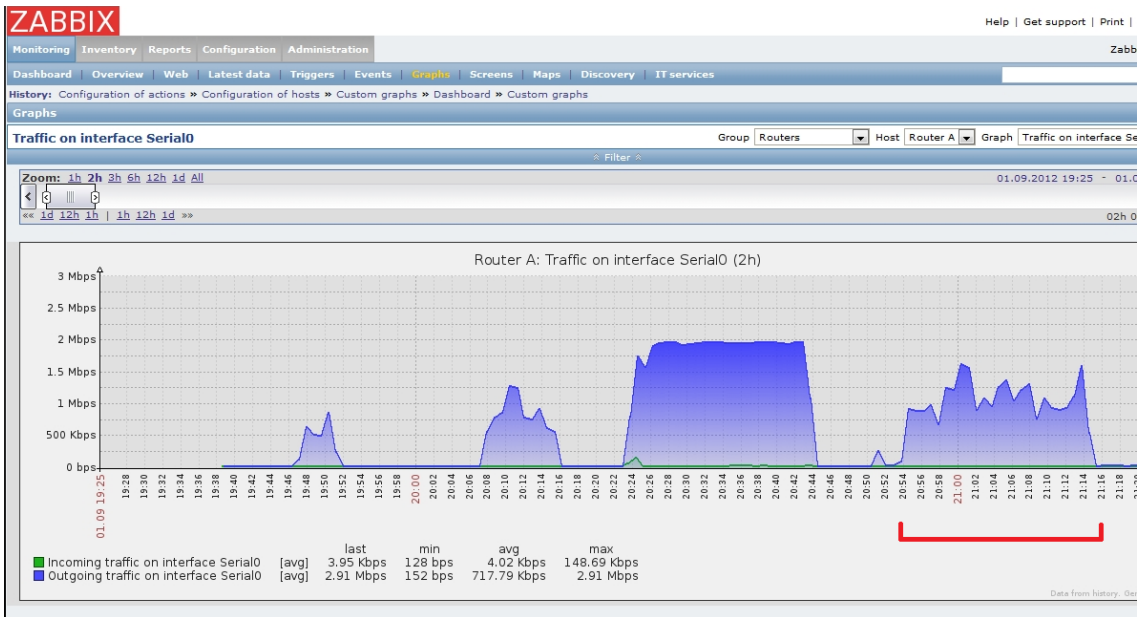 ZABBIX
Help | Get support | Print |
Monitoring Inventory Reports Configuration Administration
Zabb
Dashboard | Overview | Web | Latest data | Triggers | Events | Graphs | Screens | Maps | Discovery | IT services
History: Configuration of actions » Configuration of hosts » Custom graphs » Dashboard » Custom graphs
Graphs
Traffic on interface Serial0
Group Routers Host Router A Graph Traffic on interface Se
« Filter »
Zoom: 1h 2h 3h 6h 12h 1d All
01.09.2012 19:25 - 01.0
«« 1d 12h 1h | 1h 12h 1d »»
02h 0
Router A: Traffic on interface Serial0 (2h)
3 Mbps
2.5 Mbps
2 Mbps
1.5 Mbps
1 Mbps
500 Kbps
0 bps
01.09 19:25 19:28 19:30 19:32 19:34 19:36 19:38 19:40 19:42 19:44 19:46 19:48 19:50 19:52 19:54 19:56 19:58 20:00 20:02 20:04 20:06 20:08 20:10 20:12 20:14 20:16 20:18 20:20 20:22 20:24 20:26 20:28 20:30 20:32 20:34 20:36 20:38 20:40 20:42 20:44 20:46 20:48 20:50 20:52 20:54 20:56 20:58 21:00 21:02 21:04 21:06 21:08 21:10 21:12 21:14 21:16 21:18
last min avg max
Incoming traffic on interface Serial0 [avg] 3.95 Kbps 128 bps 4.02 Kbps 148.69 Kbps
Outgoing traffic on interface Serial0 [avg] 2.91 Mbps 152 bps 717.79 Kbps 2.91 Mbps
Data from history. Ger